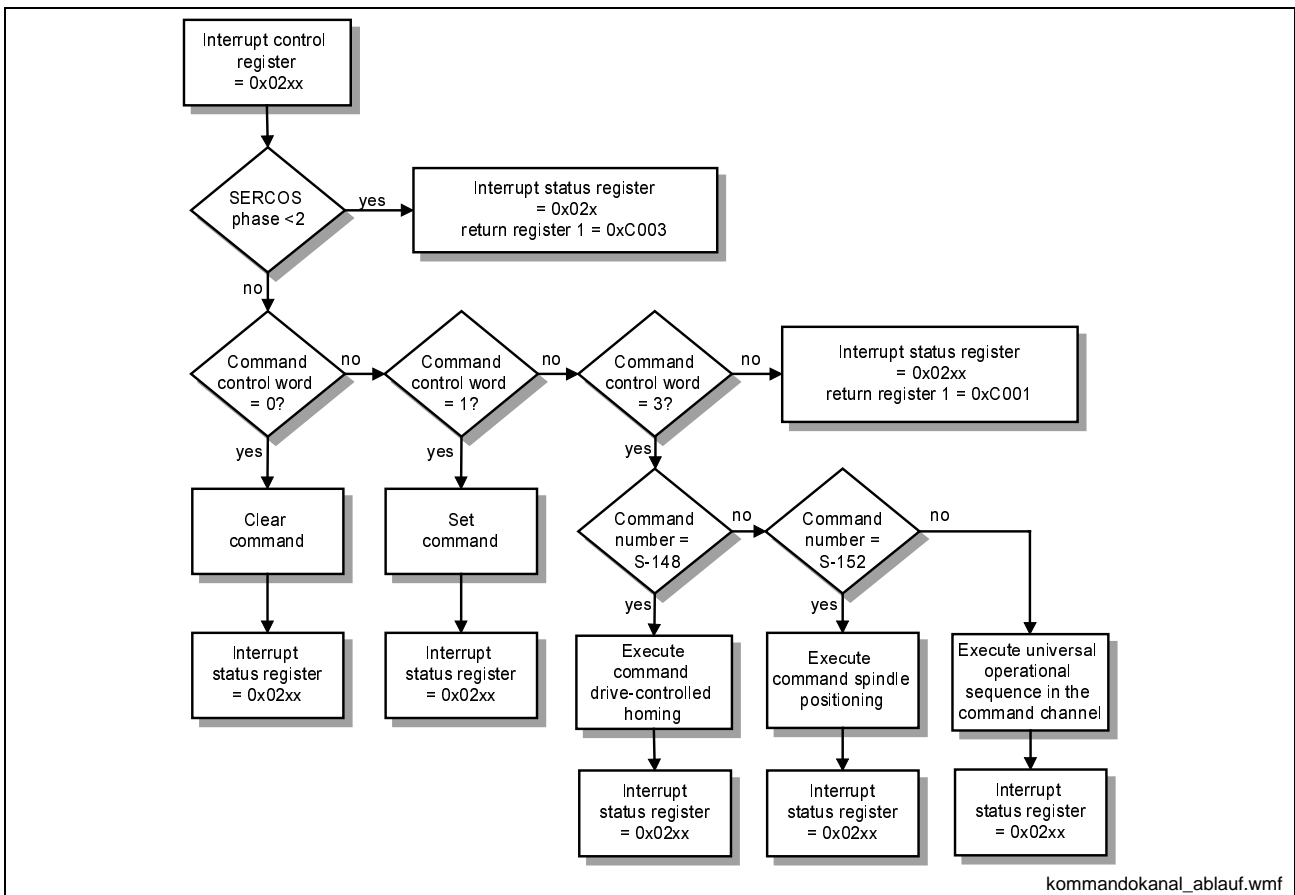 Interrupt control
register
= 0x02xx
SERCOS
phase <2
yes
Interrupt status register
= 0x02x
return register 1 = 0xC003
no
Command
control word
= 0?
no
Command
control word
= 1?
no
Command
control word
= 3?
no
Interrupt status register
= 0x02xx
return register 1 = 0xC001
yes
yes
yes
Clear
command
Set
command
Command
number =
S-148
no
Command
number =
S-152
no
yes
yes
Interrupt
status register
= 0x02xx
Interrupt
status register
= 0x02xx
Execute
command
drive-controlled
homing
Execute
command spindle
positioning
Execute universal
operational
sequence in the
command channel
Interrupt
status register
= 0x02xx
Interrupt
status register
= 0x02xx
Interrupt
status register
= 0x02xx
kommandokanal_ablauf.wmf